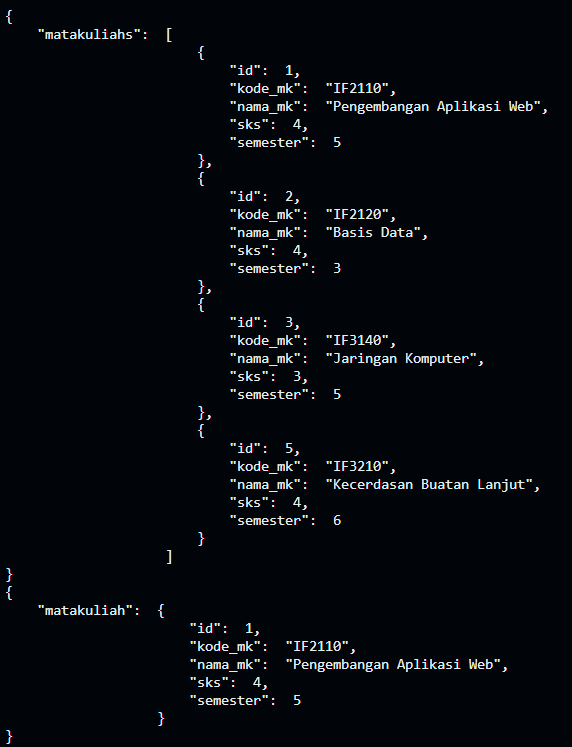 {
    "matakuliahs":  [
                        {
                            "id":  1,
                            "kode_mk":  "IF2110",
                            "nama_mk":  "Pengembangan Aplikasi Web",
                            "sks":  4,
                            "semester":  5
                        },
                        {
                            "id":  2,
                            "kode_mk":  "IF2120",
                            "nama_mk":  "Basis Data",
                            "sks":  4,
                            "semester":  3
                        },
                        {
                            "id":  3,
                            "kode_mk":  "IF3140",
                            "nama_mk":  "Jaringan Komputer",
                            "sks":  3,
                            "semester":  5
                        },
                        {
                            "id":  5,
                            "kode_mk":  "IF3210",
                            "nama_mk":  "Kecerdasan Buatan Lanjut",
                            "sks":  4,
                            "semester":  6
                        }
                    ]
}
{
    "matakuliah":  {
                       "id":  1,
                       "kode_mk":  "IF2110",
                       "nama_mk":  "Pengembangan Aplikasi Web",
                       "sks":  4,
                       "semester":  5
                   }
}